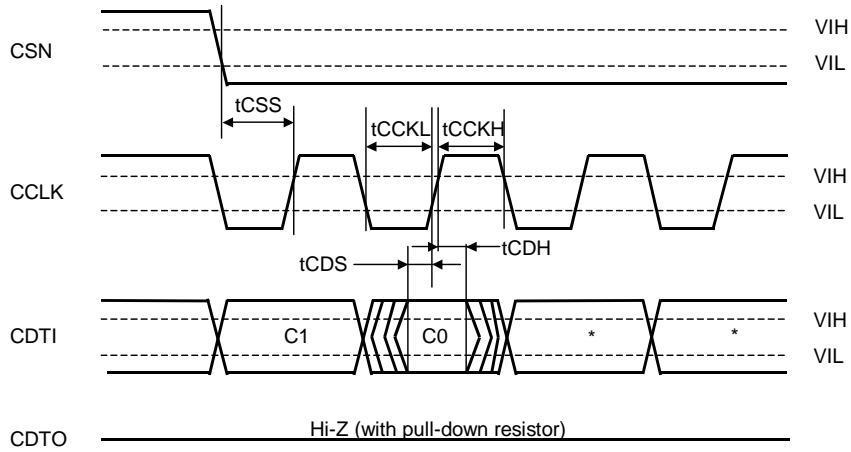 VIH
CSN
VIL
tCSS
tCCKL
tCCKH
VIH
CCLK
VIL
tCDS
tCDH
VIH
CDTI
C1
C0
*
*
VIL
Hi-Z (with pull-down resistor)
CDTO